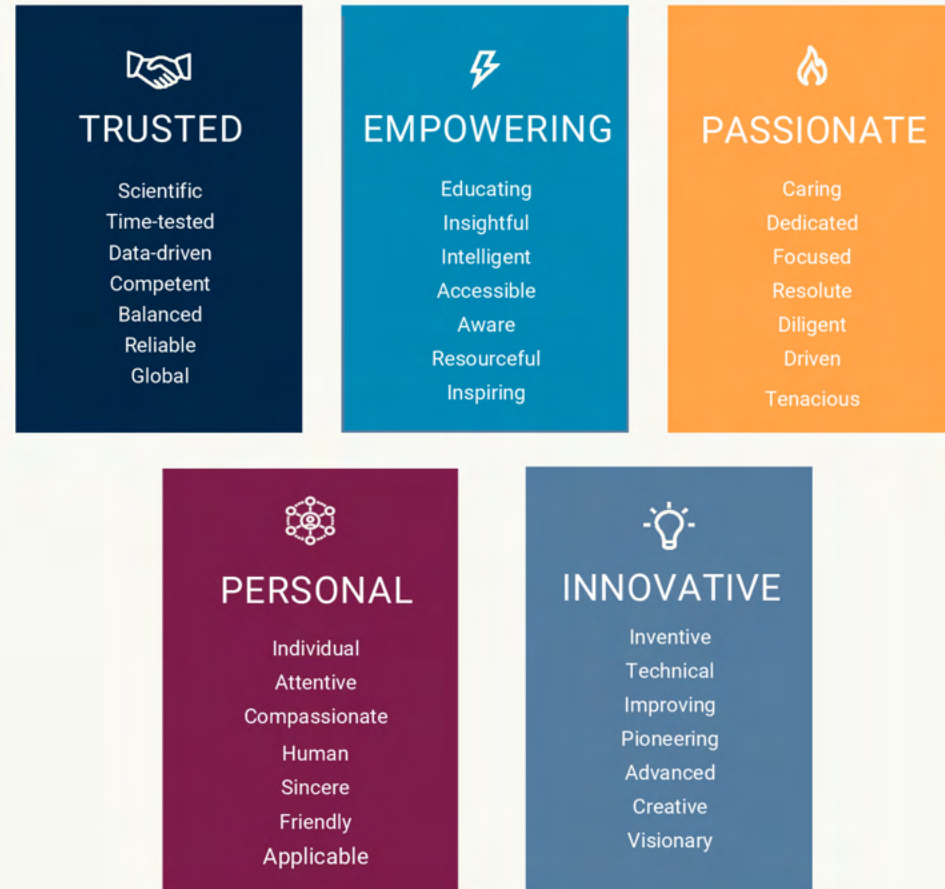 TRUSTED
Scientific
Time-tested
Data-driven
Competent
Balanced
Reliable
Global
EMPOWERING
Educating
Insightful
Intelligent
Accessible
Aware
Resourceful
Inspiring
PASSIONATE
Caring
Dedicated
Focused
Resolute
Diligent
Driven
Tenacious
PERSONAL
Individual
Attentive
Compassionate
Human
Sincere
Friendly
Applicable
INNOVATIVE
Inventive
Technical
Improving
Pioneering
Advanced
Creative
Visionary